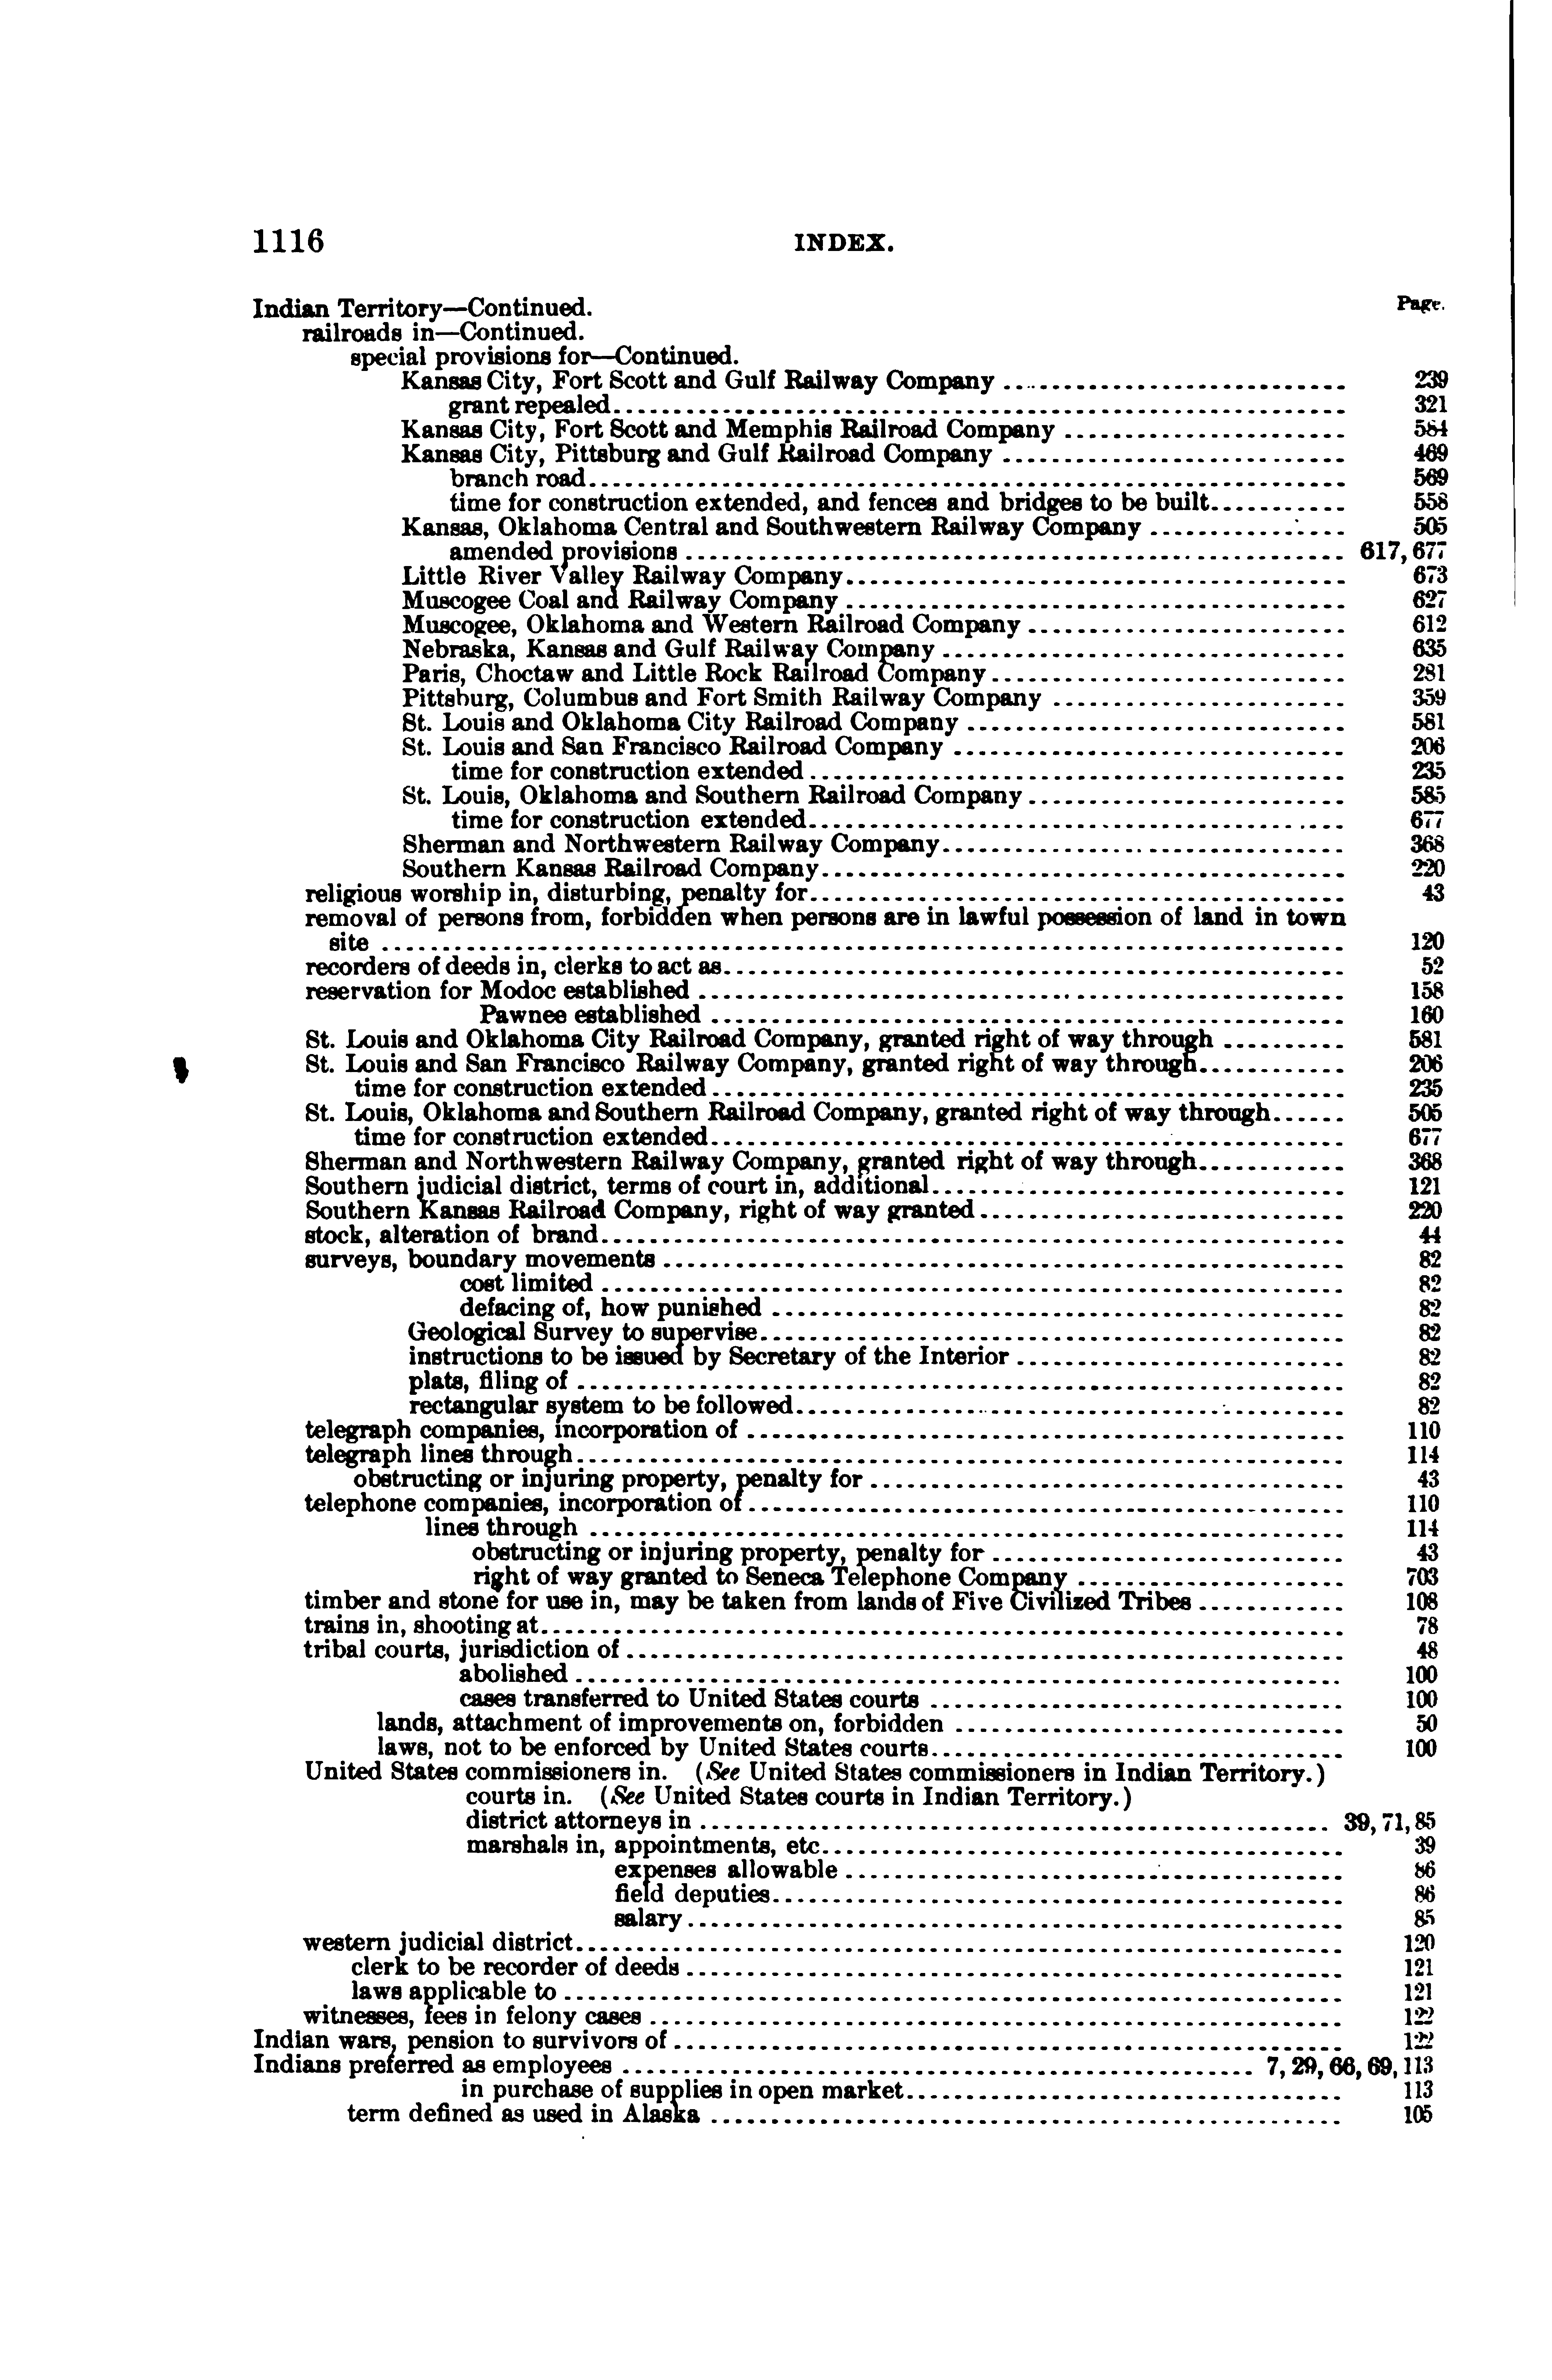 1116 INDEX.
Indian Territory—Continued. Page.
railroads in—Continued.
special provisions for—Continued.
Kansas City, Fort Scott and Gulf Railway Company 239
grant repealed 321
Kansas City, Fort Scott and Memphis Railroad Company 584
Kansas City, Pittsburg and Gulf Railroad Company 469
branch road 569
time for construction extended, and fences and bridges to be built 558
Kansas, Oklahoma Central and Southwestern Railway Company 505
amended provisions 617, 677
Little River Valley Railway Company 673
Muscogee Coal and Railway Company 627
Muscogee, Oklahoma and Western Railroad Company 612
Nebraska, Kansas and Gulf Railway Company 635
Paris, Choctaw and Little Rock Railroad Company 281
Pittsburg, Columbus and Fort Smith Railway Company 359
St. Louis and Oklahoma City Railroad Company 581
St. Louis and San Francisco Railroad Company 206
time for construction extended 235
St. Louis, Oklahoma and Southern Railroad Company 585
time for construction extended 677
Sherman and Northwestern Railway Company 368
Southern Kansas Railroad Company 220
religious worship in, disturbing, penalty for 43
removal of persons from, forbidden when persons are in lawful possession of land in town
site 120
recorders of deeds in, clerks to act as 52
reservation for Modoc established 158
Pawnee established 160
St. Louis and Oklahoma City Railroad Company, granted right of way through 581
St. Louis and San Francisco Railway Company, granted right of way through 206
time for construction extended 235
St. Louis, Oklahoma and Southern Railroad Company, granted right of way through 505
time for construction extended 677
Sherman and Northwestern Railway Company, granted right of way through 368
Southern judicial district, terms of court in, additional 121
Southern Kansas Railroad Company, right of way granted 220
stock, alteration of brand 44
surveys, boundary movements 82
cost limited 82
defacing of, how punished 82
Geological Survey to supervise 82
instructions to be issued by Secretary of the Interior 82
plats, filing of 82
rectangular system to be followed 82
telegraph companies, incorporation of 110
telegraph lines through 114
obstructing or injuring property, penalty for 43
telephone companies, incorporation of 110
lines through 114
obstructing or injuring property, penalty for 43
right of way granted to Seneca Telephone Company 703
timber and stone for use in, may be taken from lands of Five Civilized Tribes 108
trains in, shooting at 78
tribal courts, jurisdiction of 48
abolished 100
cases transferred to United States courts 100
lands, attachment of improvements on, forbidden 50
laws, not to be enforced by United States courts 100
United States commissioners in. (See United States commissioners in Indian Territory.)
courts in. (See United States courts in Indian Territory.)
district attorneys in 39, 71, 85
marshals in, appointments, etc 39
expenses allowable 86
field deputies 86
salary 85
western judicial district 120
clerk to be recorder of deeds 121
laws applicable to 121
witnesses, fees in felony cases 122
Indian wars, pension to survivors of 122
Indians preferred as employees 7, 29, 66, 69, 113
in purchase of supplies in open market 113
term defined as used in Alaska 105